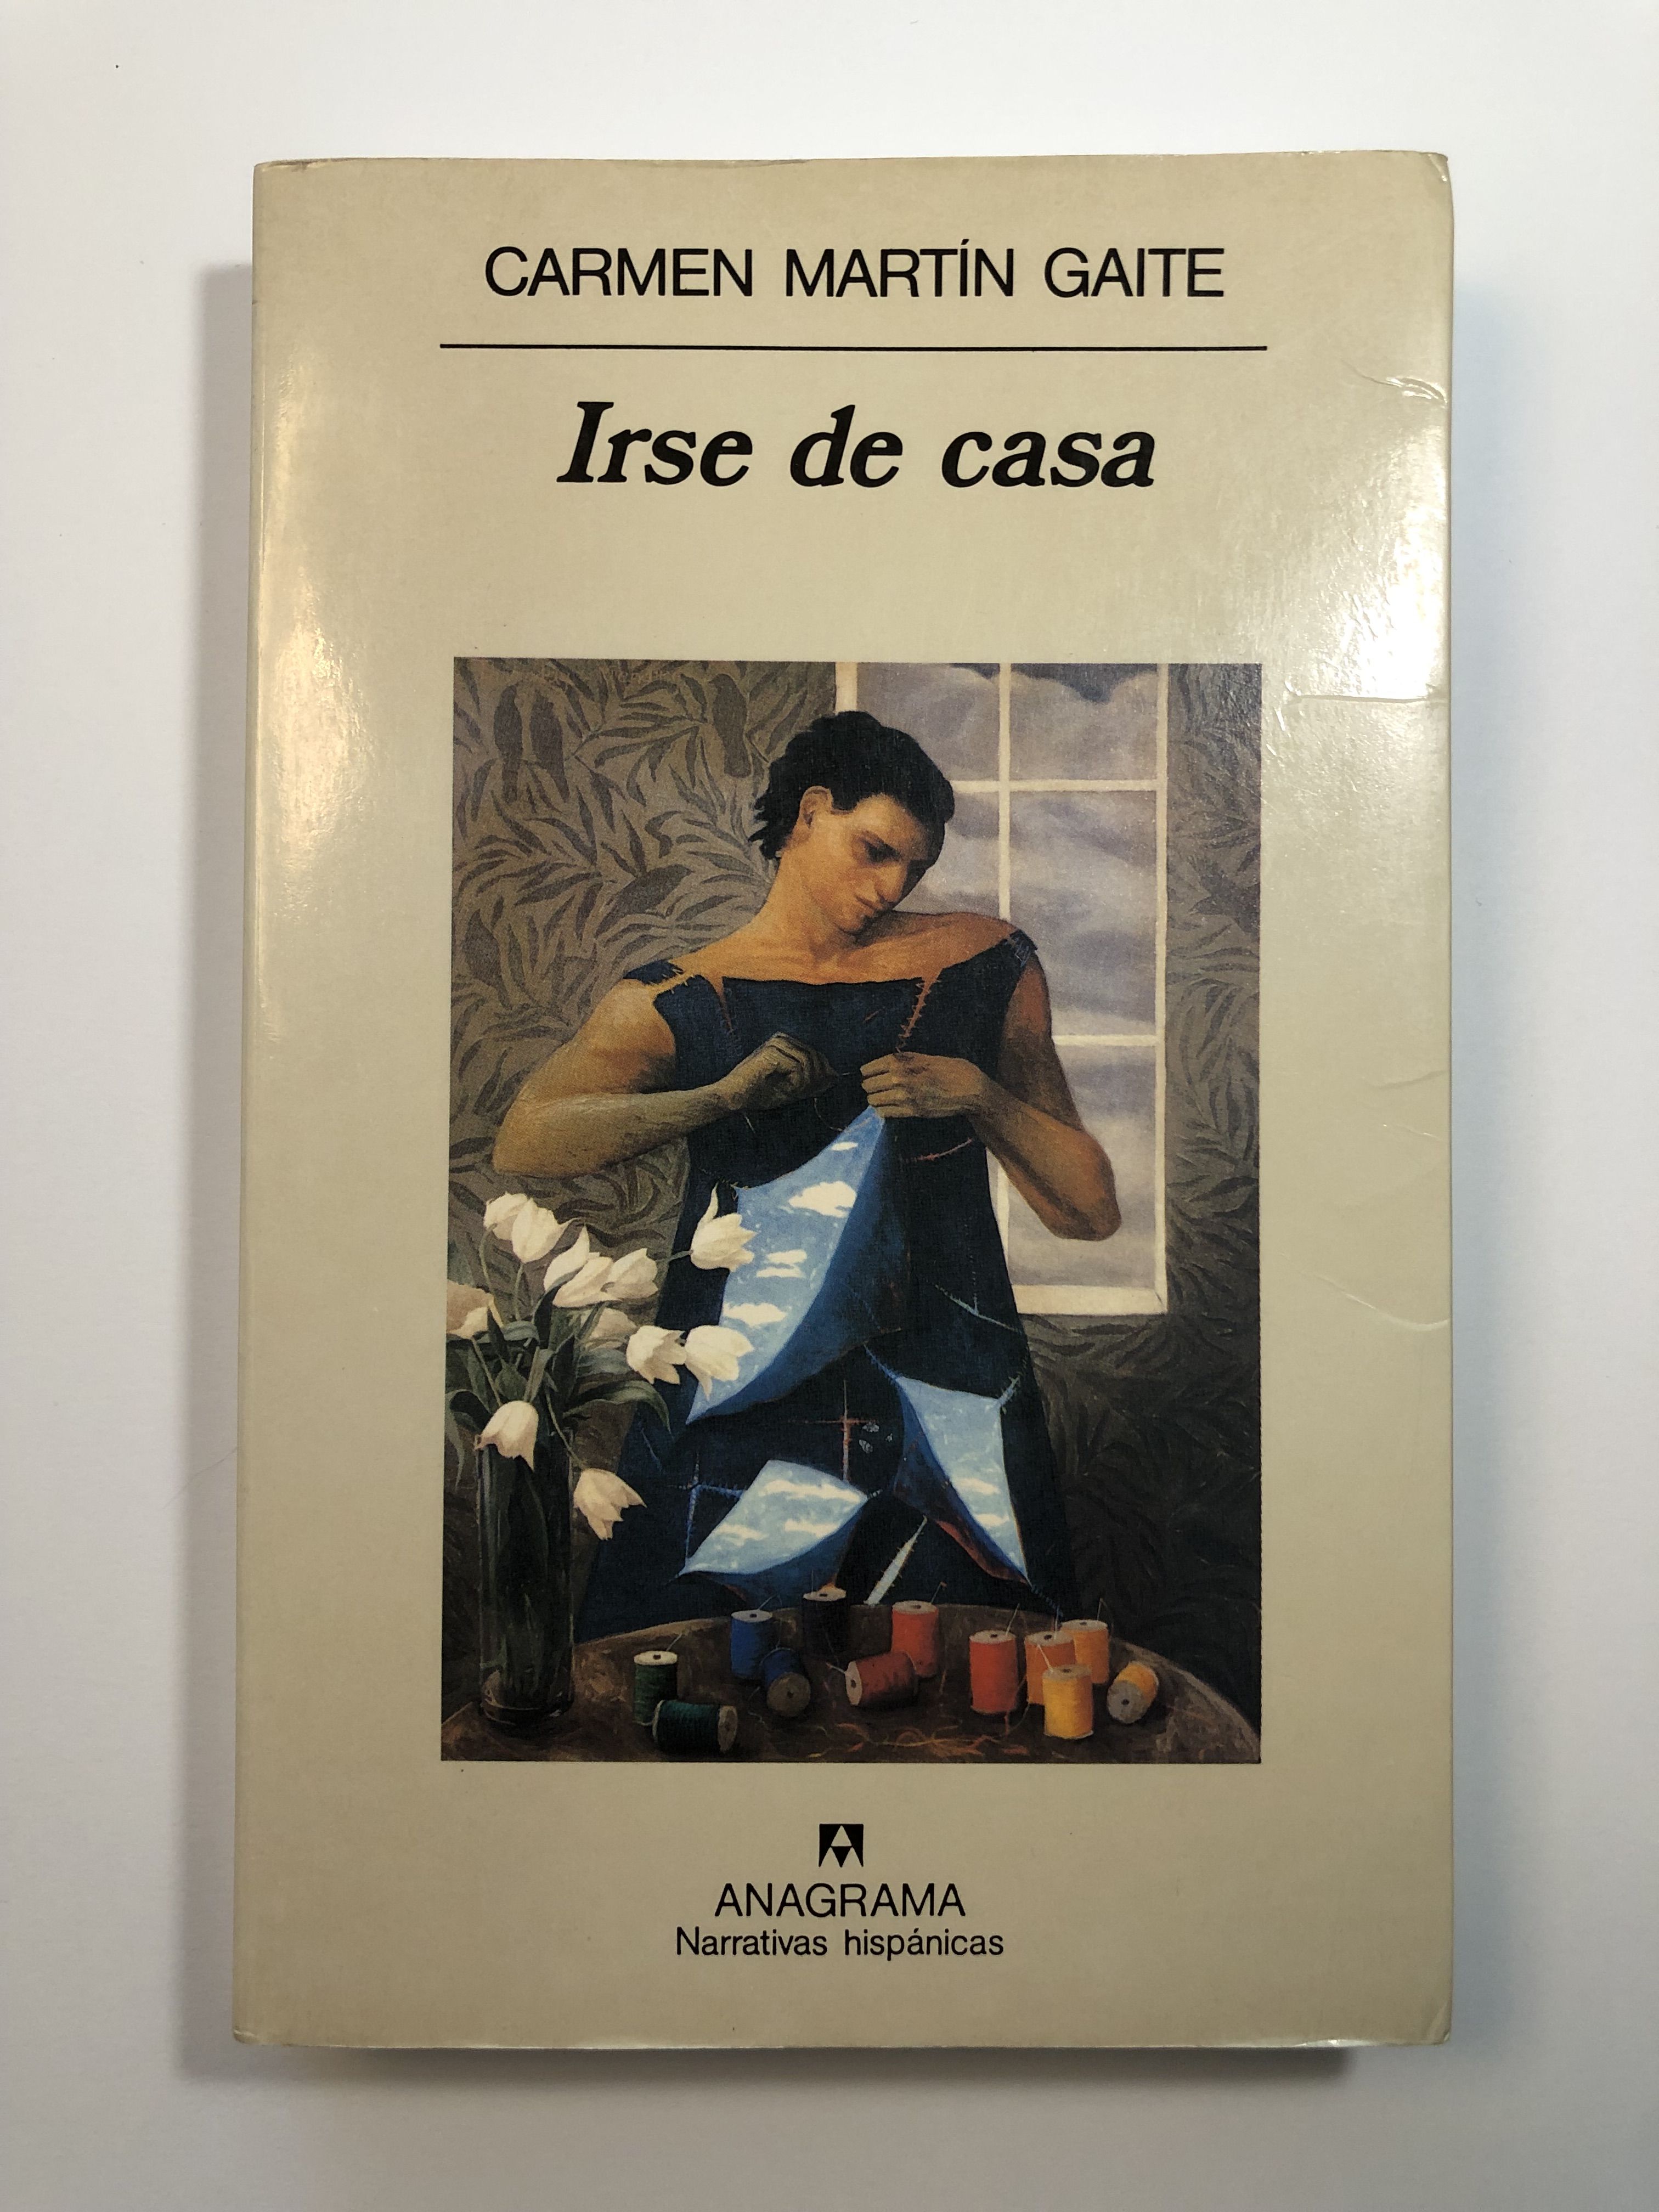 CARMEN MARTÍN GAITE
Irse de casa
ANAGRAMA
Narrativas hispánicas